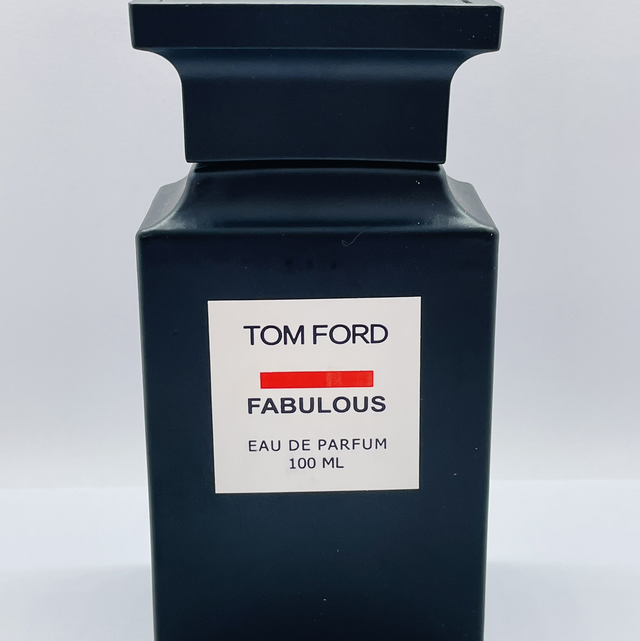 TOM FORD
FABULOUS
EAU DE PARFUM
100 ML